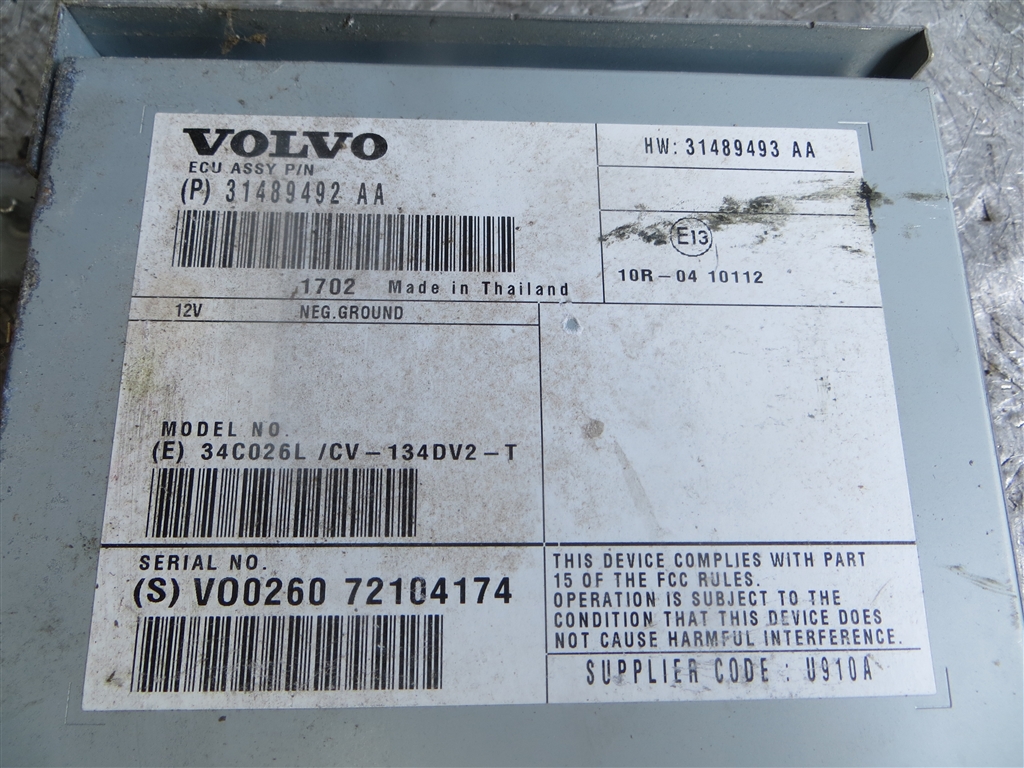 VOLVO
ECU ASSY P/N
(P) 31489492 AA
1702 Made in Thailand
HW: 31489493 AA
E13
10R-04 10112
12V NEG.GROUND
MODEL NO.
(E) 34C026L /CV-134DV2-T
SERIAL NO.
(S) VO0260 72104174
THIS DEVICE COMPLIES WITH PART
15 OF THE FCC RULES.
OPERATION IS SUBJECT TO THE
CONDITION THAT THIS DEVICE DOES
NOT CAUSE HARMFUL INTERFERENCE.
SUPPLIER CODE : U910A